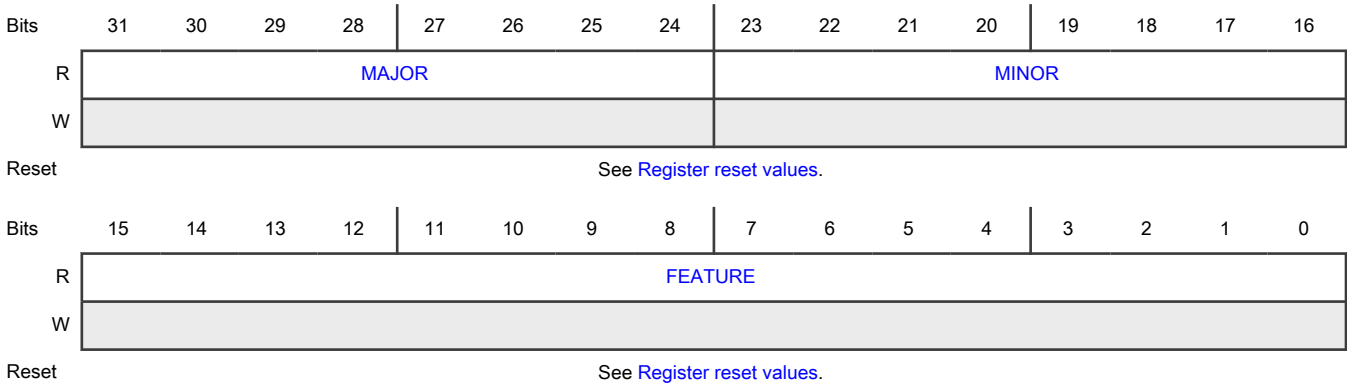 Bits 31 30 29 28 27 26 25 24 23 22 21 20 19 18 17 16
R MAJOR MINOR
W
Reset See Register reset values.
Bits 15 14 13 12 11 10 9 8 7 6 5 4 3 2 1 0
R FEATURE
W
Reset See Register reset values.